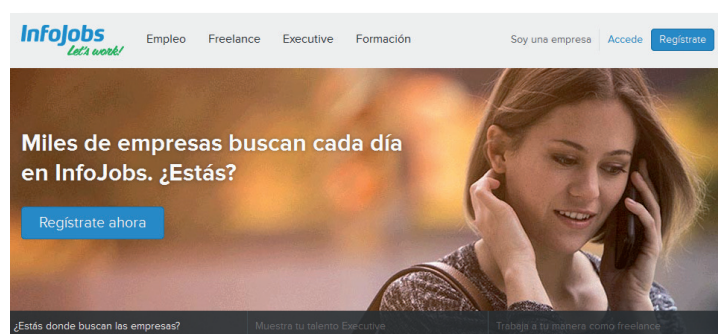 InfoJobs
Let's work!
Empleo Freelance Executive Formación Soy una empresa Accede Regístrate
Miles de empresas buscan cada día
en InfoJobs. ¿Estás?
Regístrate ahora
¿Estás donde buscan las empresas? Muestra tu talento Executive Trabaja a tu manera como freelance